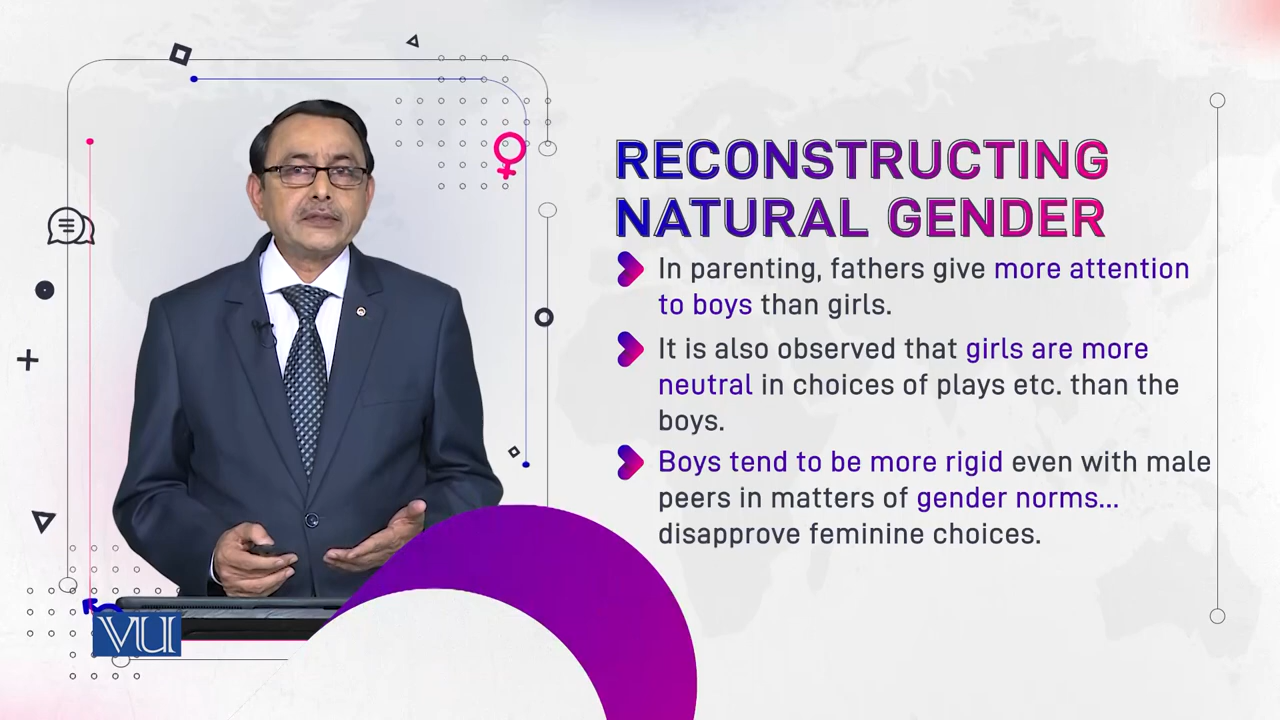 RECONSTRUCTING
NATURAL GENDER
In parenting, fathers give more attention
to boys than girls.
It is also observed that girls are more
neutral in choices of plays etc. than the
boys.
Boys tend to be more rigid even with male
peers in matters of gender norms...
disapprove feminine choices.
VU